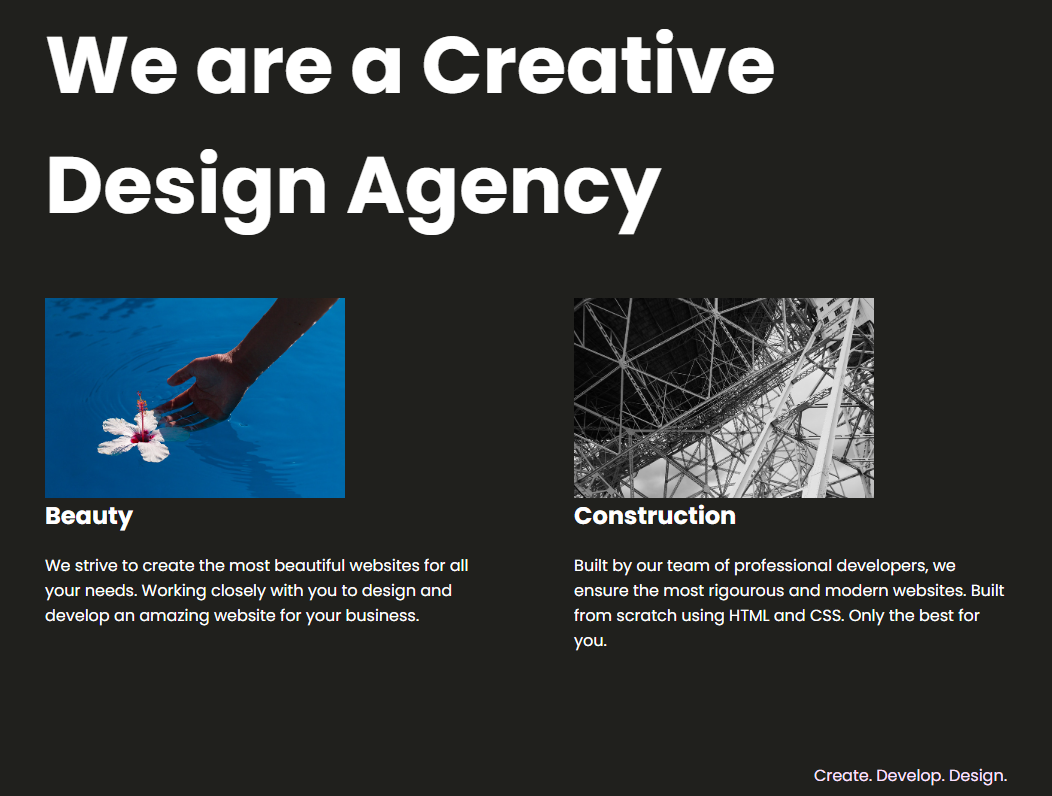 We are a Creative
Design Agency
Beauty
We strive to create the most beautiful websites for all
your needs. Working closely with you to design and
develop an amazing website for your business.
Construction
Built by our team of professional developers, we
ensure the most rigourous and modern websites. Built
from scratch using HTML and CSS. Only the best for
you.
Create. Develop. Design.